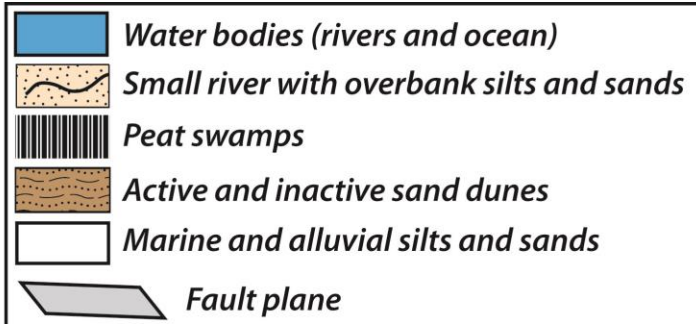 Water bodies (rivers and ocean)
Small river with overbank silts and sands
Peat swamps
Active and inactive sand dunes
Marine and alluvial silts and sands
Fault plane